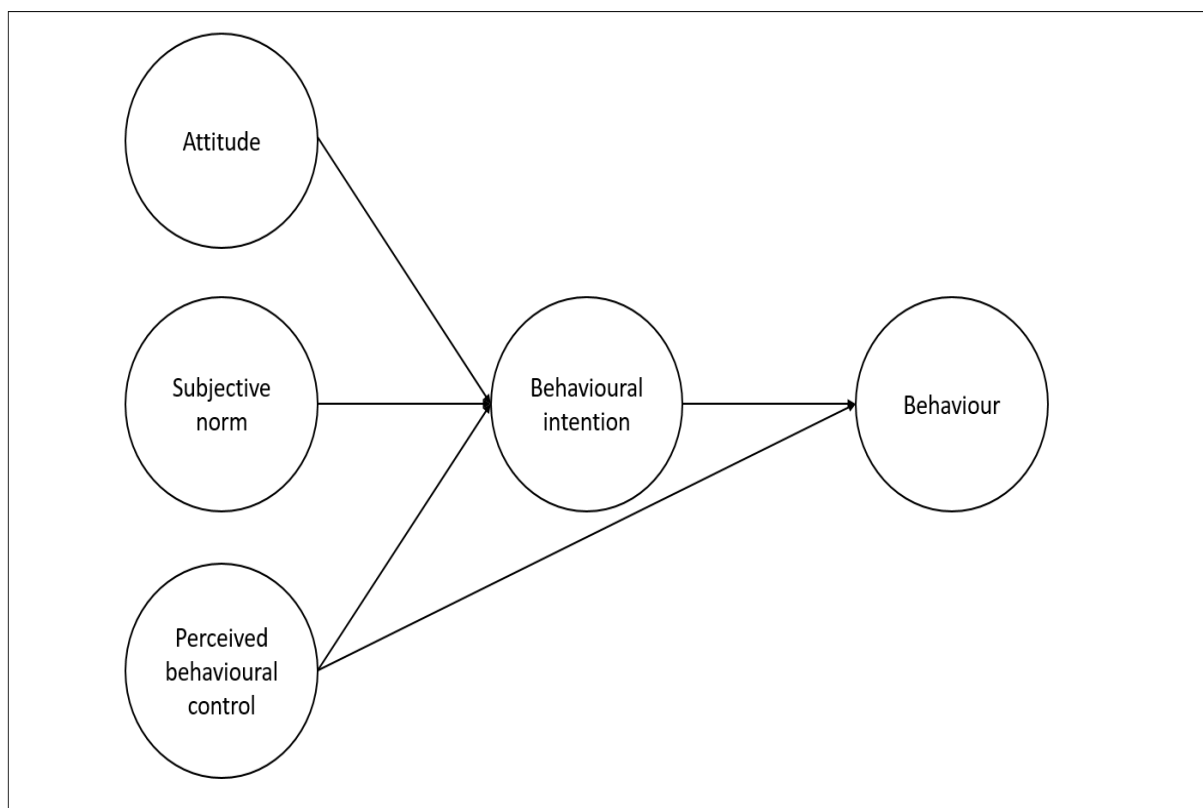 Attitude
Subjective
norm
Behavioural
intention
Behaviour
Perceived
behavioural
control